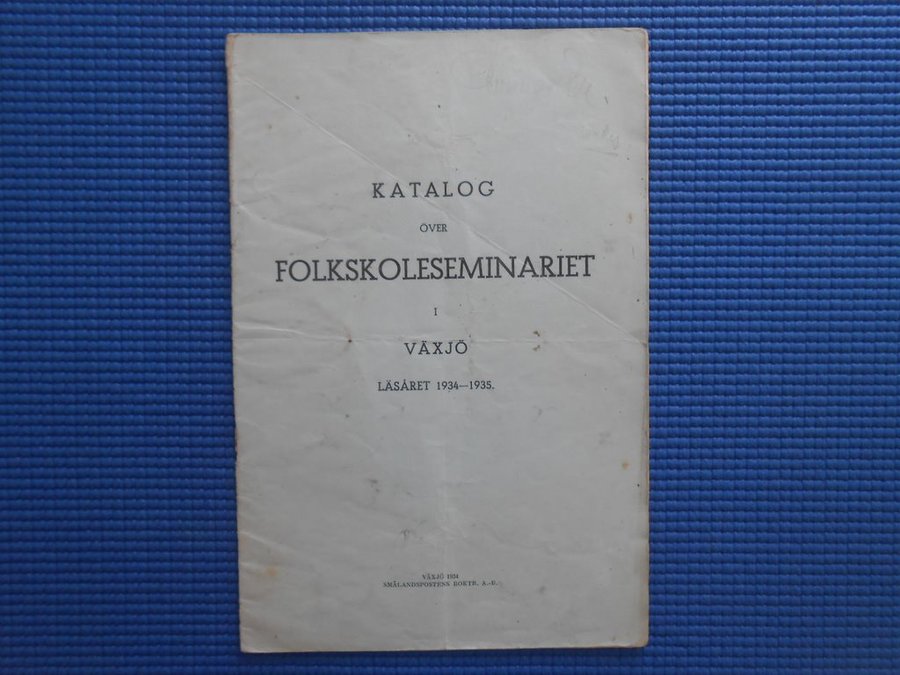 KATALOG
ÖVER
FOLKSKOLESEMINARIET
I
VÄXJÖ
LÄSÅRET 1934—1935.
VÄXJÖ 1934
SMÅLANDSPOSTENS BOKTR. A.-B.